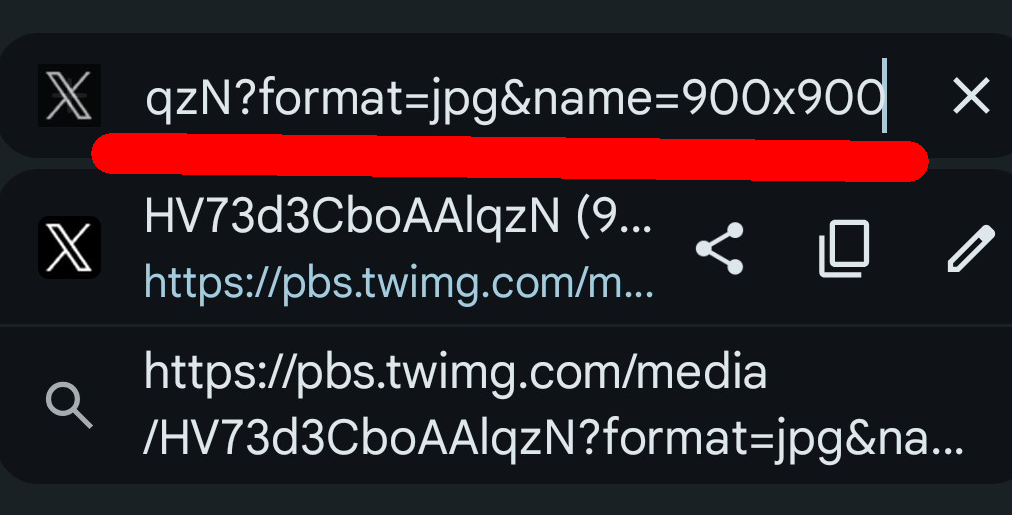 qzN?format=jpg&name=900x900
HV73d3CboAAlqzN (9...
https://pbs.twimg.com/m...
https://pbs.twimg.com/media
/HV73d3CboAAlqzN?format=jpg&na...